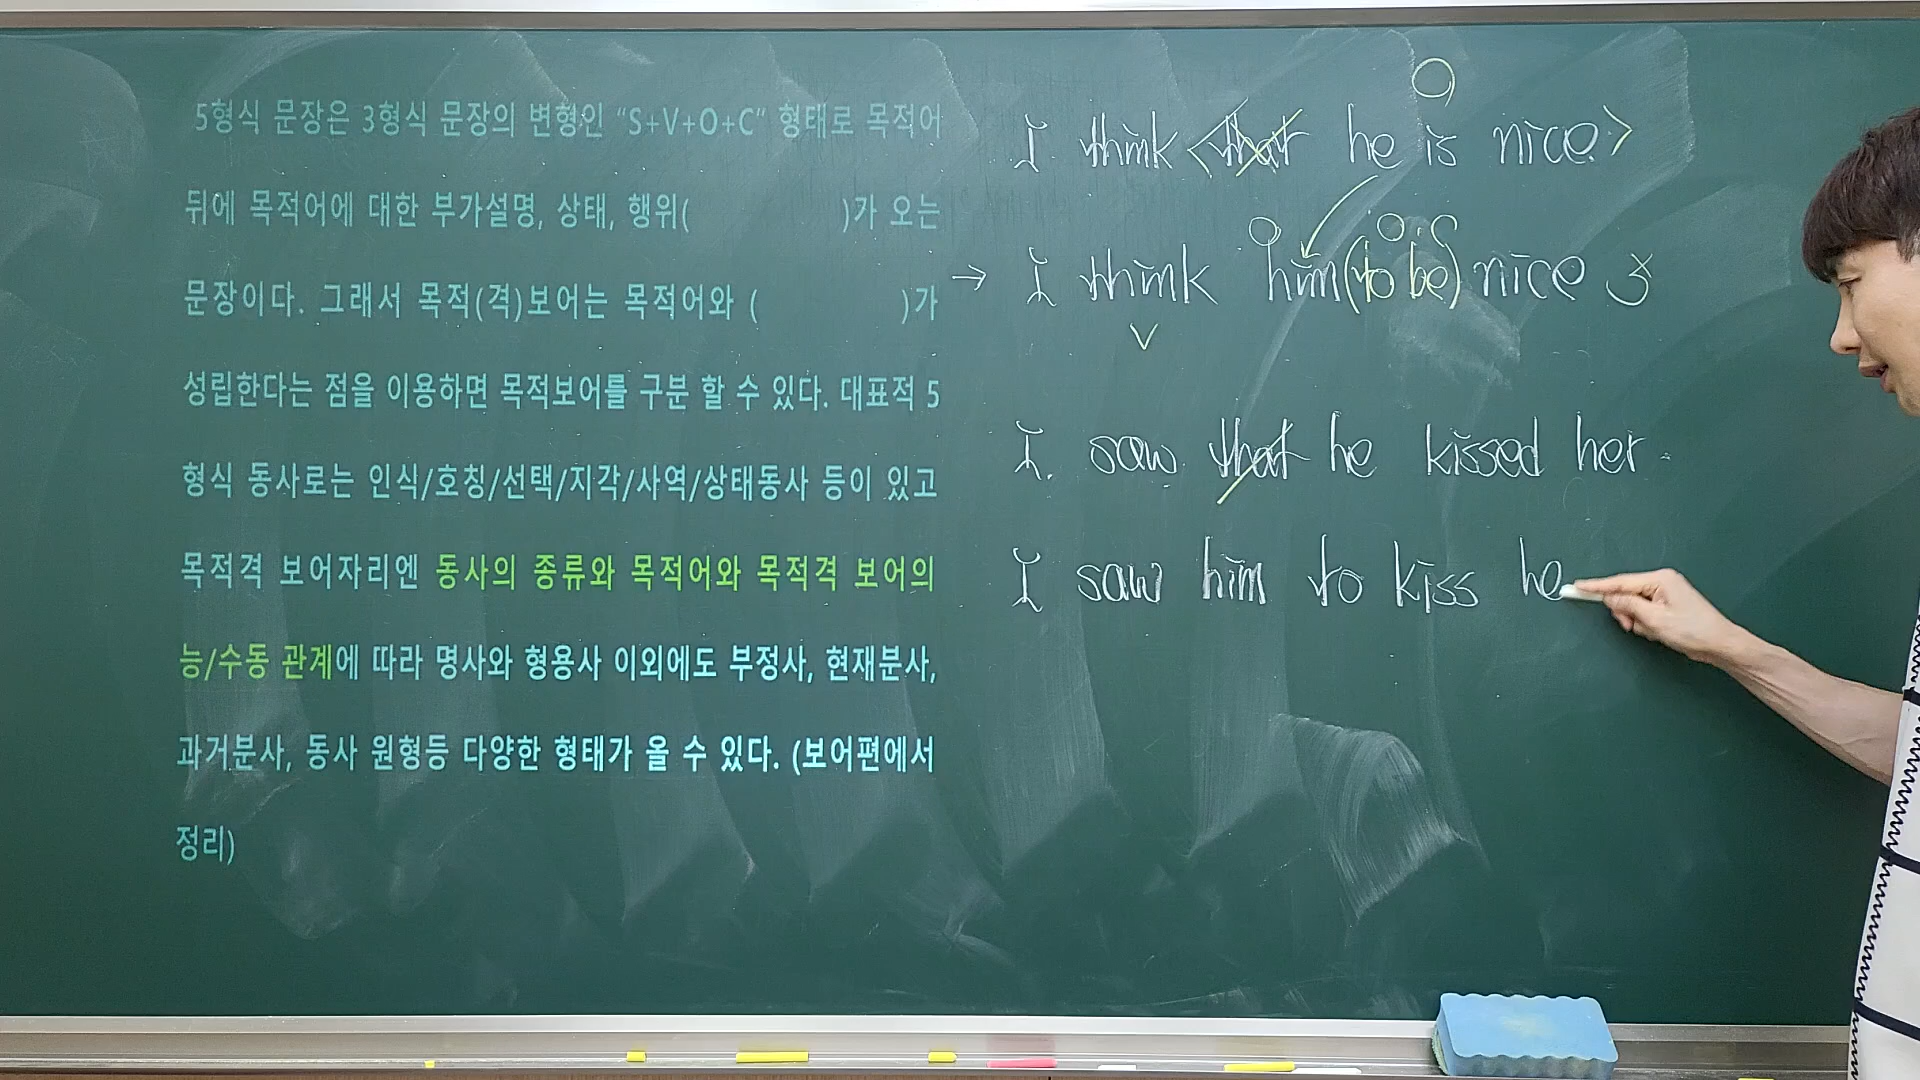 5형식 문장은 3형식 문장의 변형인 “S+V+O+C” 형태로 목적어
뒤에 목적어에 대한 부가설명, 상태, 행위(                )가 오는
문장이다. 그래서 목적(격)보어는 목적어와 (                )가
성립한다는 점을 이용하면 목적보어를 구분 할 수 있다. 대표적 5
형식 동사로는 인식/호칭/선택/지각/사역/상태동사 등이 있고
목적격 보어자리엔 동사의 종류와 목적어와 목적격 보어의
능/수동 관계에 따라 명사와 형용사 이외에도 부정사, 현재분사,
과거분사, 동사 원형등 다양한 형태가 올 수 있다. (보어편에서
정리)
I think <that he is nice.>
O O.C
→ I think him (to be) nice
V
I saw that he kissed her.
I saw him to kiss he